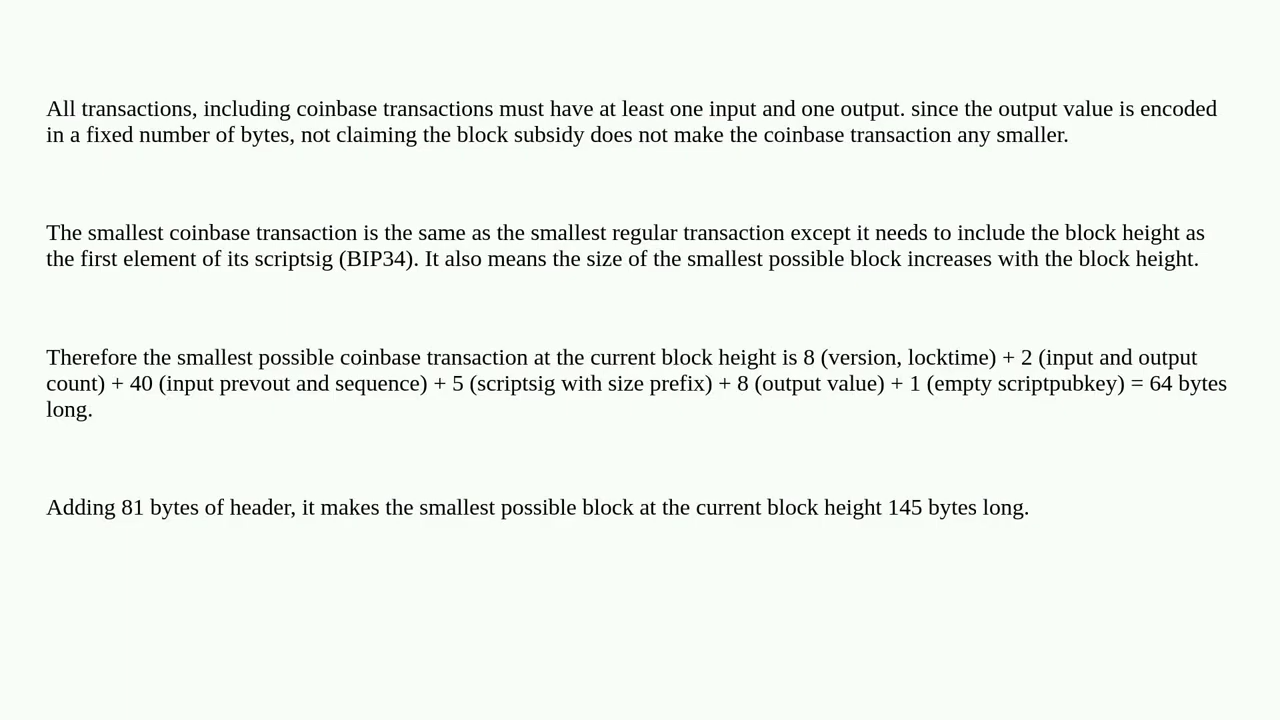 All transactions, including coinbase transactions must have at least one input and one output. since the output value is encoded
in a fixed number of bytes, not claiming the block subsidy does not make the coinbase transaction any smaller.
The smallest coinbase transaction is the same as the smallest regular transaction except it needs to include the block height as
the first element of its scriptsig (BIP34). It also means the size of the smallest possible block increases with the block height.
Therefore the smallest possible coinbase transaction at the current block height is 8 (version, locktime) + 2 (input and output
count) + 40 (input prevout and sequence) + 5 (scriptsig with size prefix) + 8 (output value) + 1 (empty scriptpubkey) = 64 bytes
long.
Adding 81 bytes of header, it makes the smallest possible block at the current block height 145 bytes long.